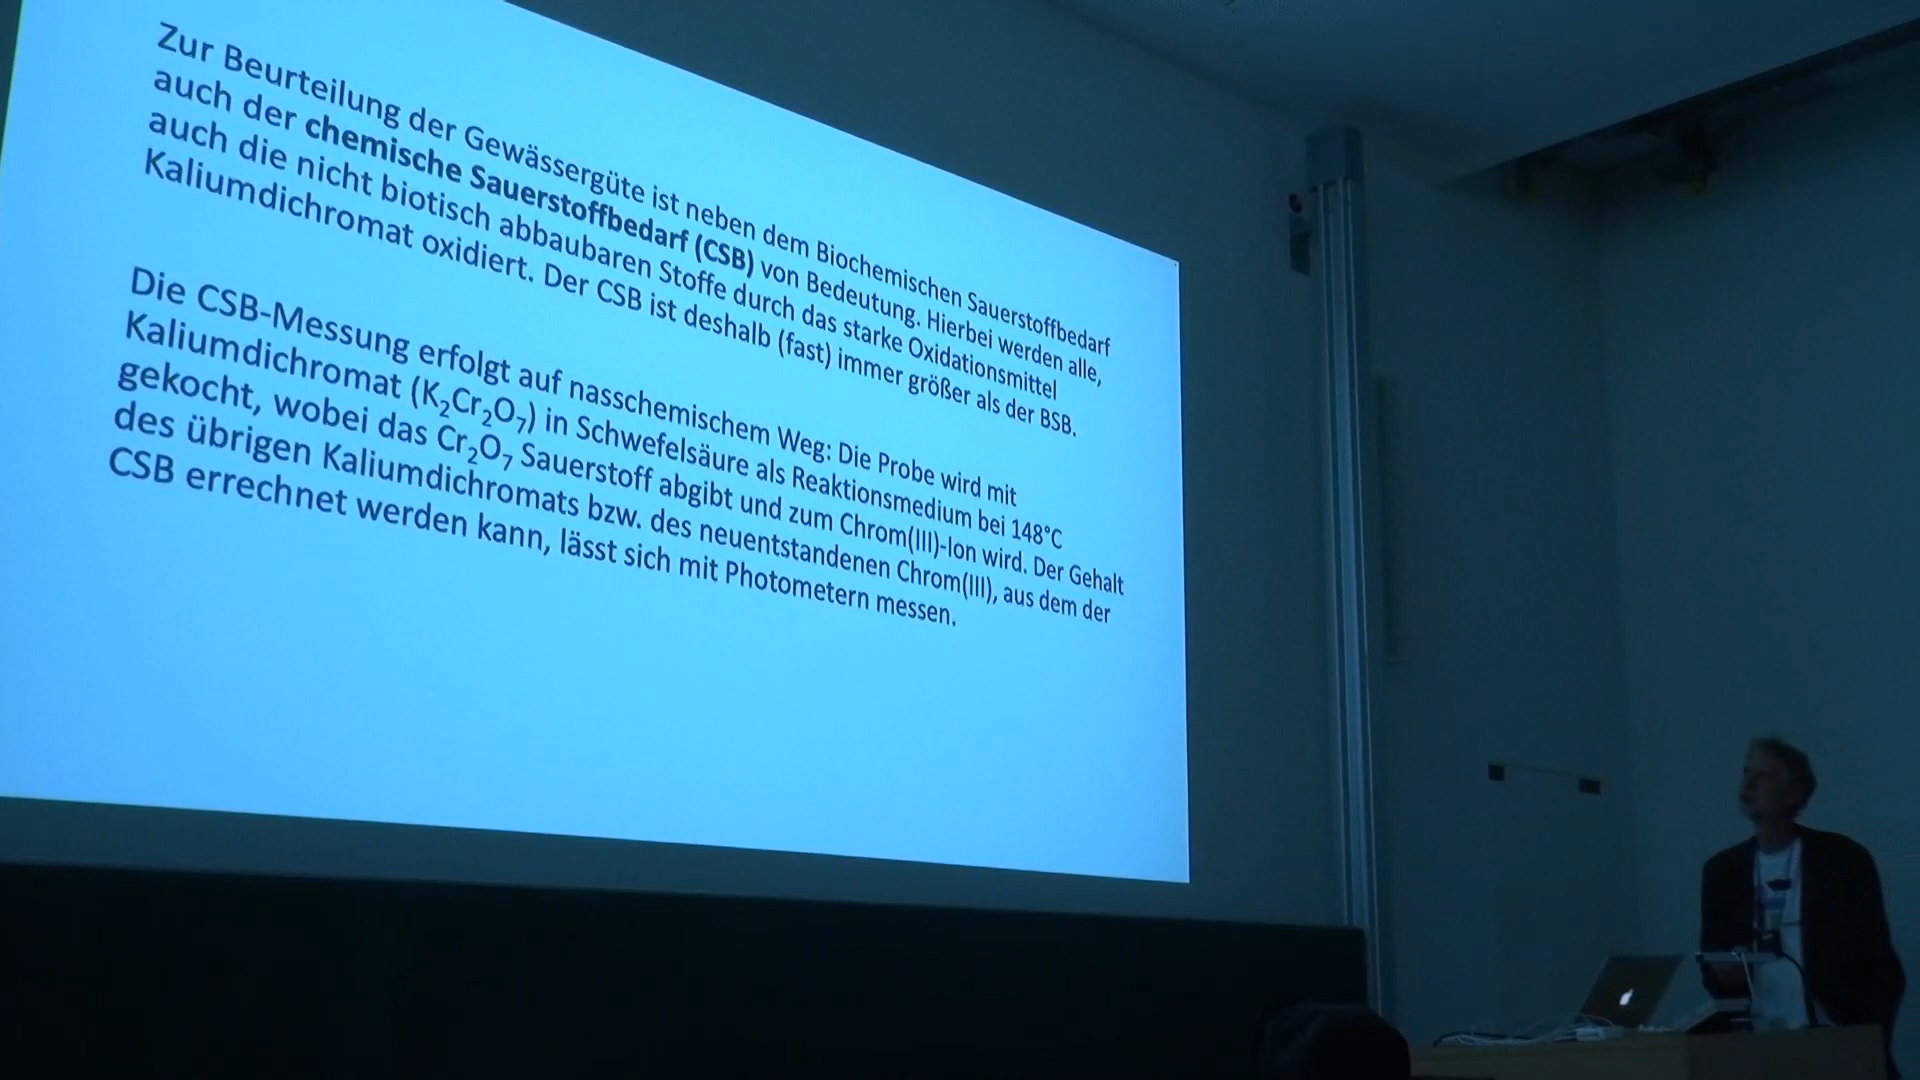 Zur Beurteilung der Gewässergüte ist neben dem Biochemischen Sauerstoffbedarf
auch der chemische Sauerstoffbedarf (CSB) von Bedeutung. Hierbei werden alle,
auch die nicht biotisch abbaubaren Stoffe durch das starke Oxidationsmittel
Kaliumdichromat oxidiert. Der CSB ist deshalb (fast) immer größer als der BSB.
Die CSB-Messung erfolgt auf nasschemischem Weg: Die Probe wird mit
Kaliumdichromat (K₂Cr₂O₇) in Schwefelsäure als Reaktionsmedium bei 148°C
gekocht, wobei das Cr₂O₇ Sauerstoff abgibt und zum Chrom(III)-Ion wird. Der Gehalt
des übrigen Kaliumdichromats bzw. des neuentstandenen Chrom(III), aus dem der
CSB errechnet werden kann, lässt sich mit Photometern messen.